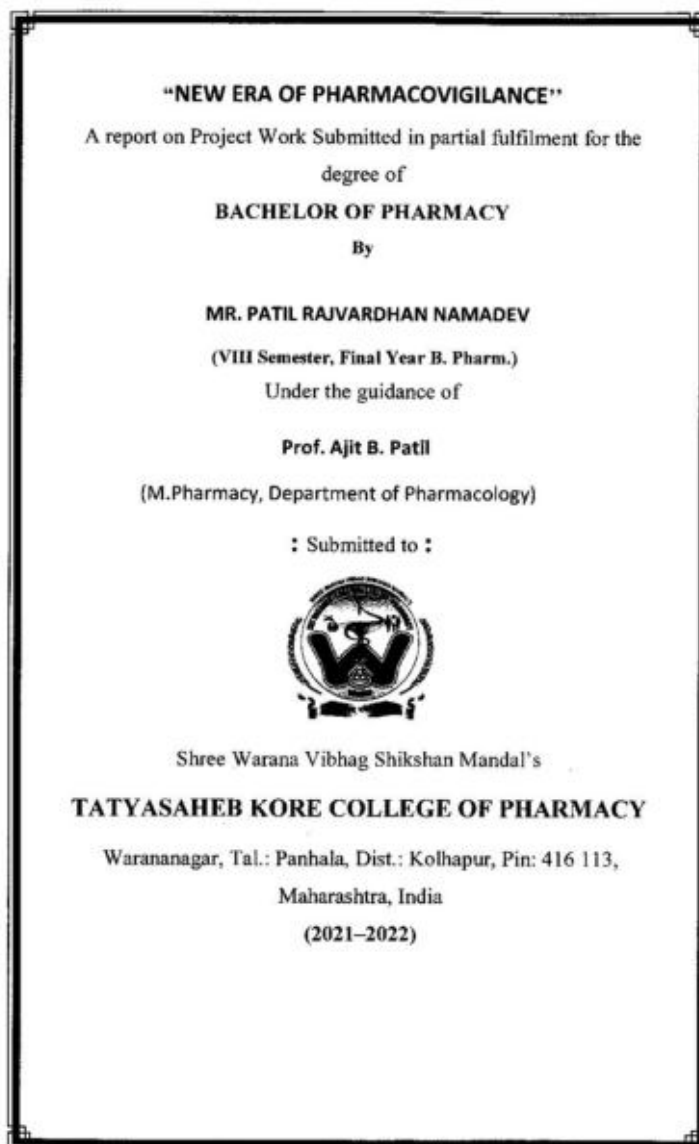 “NEW ERA OF PHARMACOVIGILANCE”
A report on Project Work Submitted in partial fulfilment for the
degree of
BACHELOR OF PHARMACY
By
MR. PATIL RAJVARDHAN NAMADEV
(VIII Semester, Final Year B. Pharm.)
Under the guidance of
Prof. Ajit B. Patil
(M.Pharmacy, Department of Pharmacology)
: Submitted to :
Shree Warana Vibhag Shikshan Mandal's
TATYASAHEB KORE COLLEGE OF PHARMACY
Warananagar, Tal.: Panhala, Dist.: Kolhapur, Pin: 416 113,
Maharashtra, India
(2021–2022)